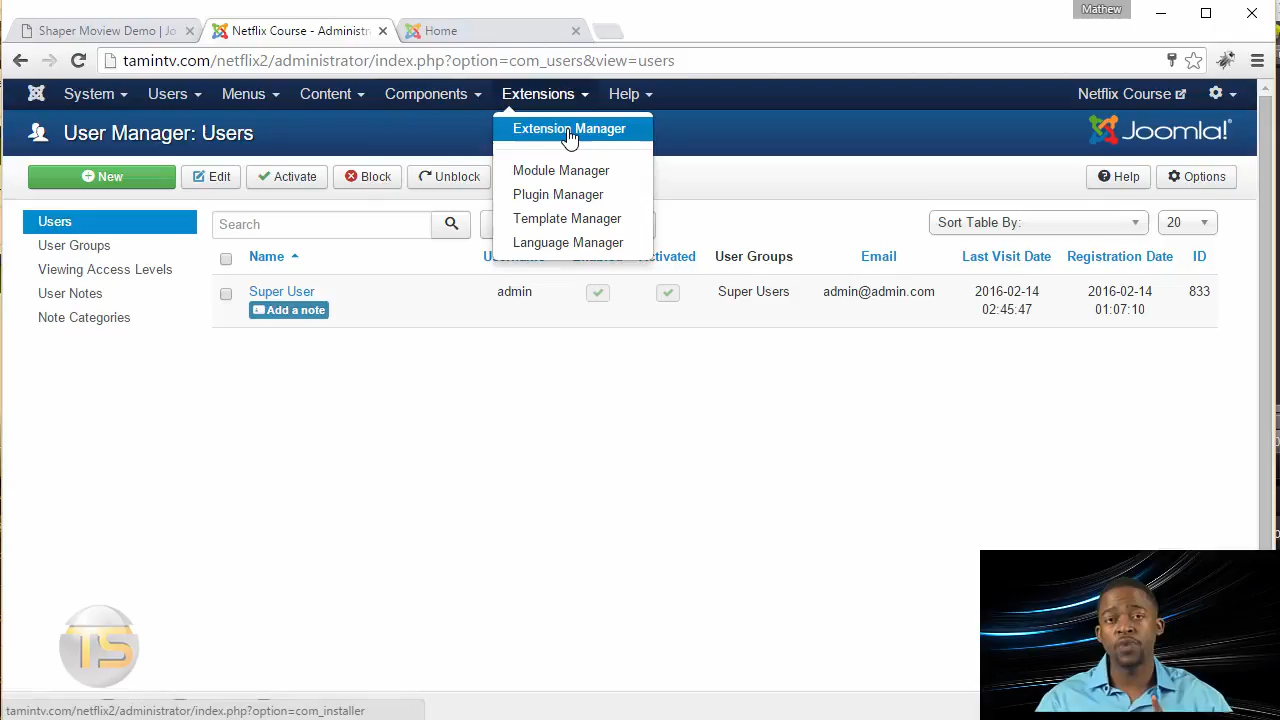 Mathew
Shaper Moview Demo | Jo
Netflix Course - Administr
Home
tamintv.com/netflix2/administrator/index.php?option=com_users&view=users
System Users Menus Content Components Extensions Help Netflix Course
User Manager: Users
Joomla!
Extension Manager
Module Manager
Plugin Manager
Template Manager
Language Manager
New Edit Activate Block Unblock Help Options
Users
User Groups
Viewing Access Levels
User Notes
Note Categories
Search
Sort Table By: 20
Name Activated User Groups Email Last Visit Date Registration Date ID
Super User admin Super Users admin@admin.com 2016-02-14 2016-02-14 833
Add a note 02:45:47 01:07:10
TS
tamintv.com/netflix2/administrator/index.php?option=com_installer